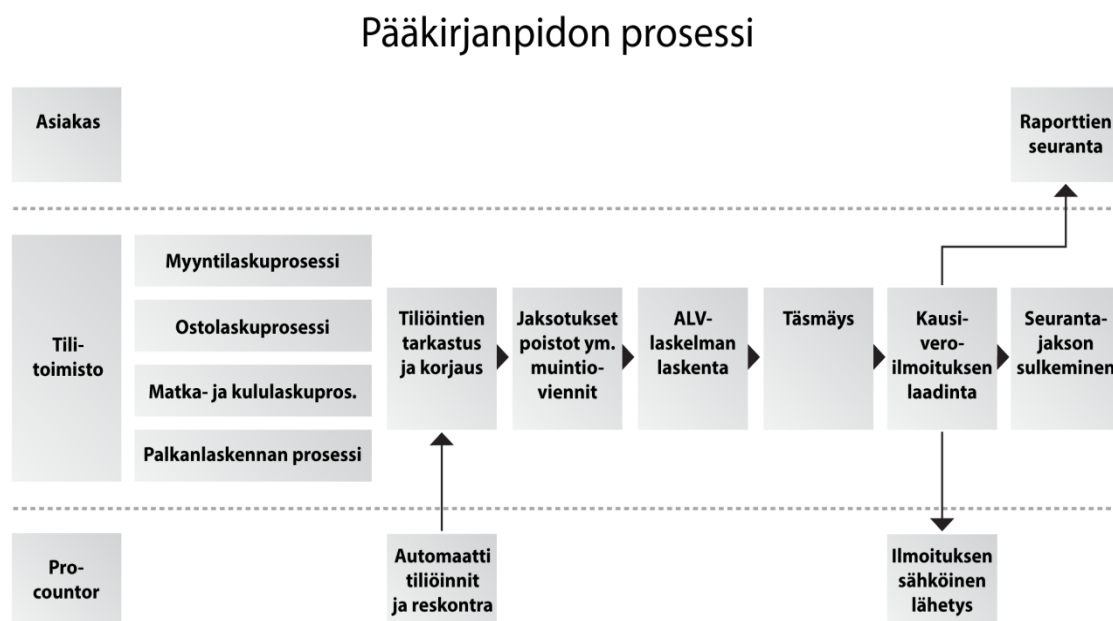 Pääkirjanpidon prosessi
Asiakas
Raporttien
seuranta
Tili-
toimisto
Myyntilaskuprosessi
Ostolaskuprosessi
Matka- ja kululaskupros.
Palkanlaskennan prosessi
Tiliöintien
tarkastus
ja korjaus
Jaksotukset
poistot ym.
muintio-
viennit
ALV-
laskelman
laskenta
Täsmäys
Kausi-
vero-
ilmoituksen
laadinta
Seuranta-
jakson
sulkeminen
Pro-
countor
Automaatti
tiliöinnit
ja reskontra
Ilmoituksen
sähköinen
lähetys